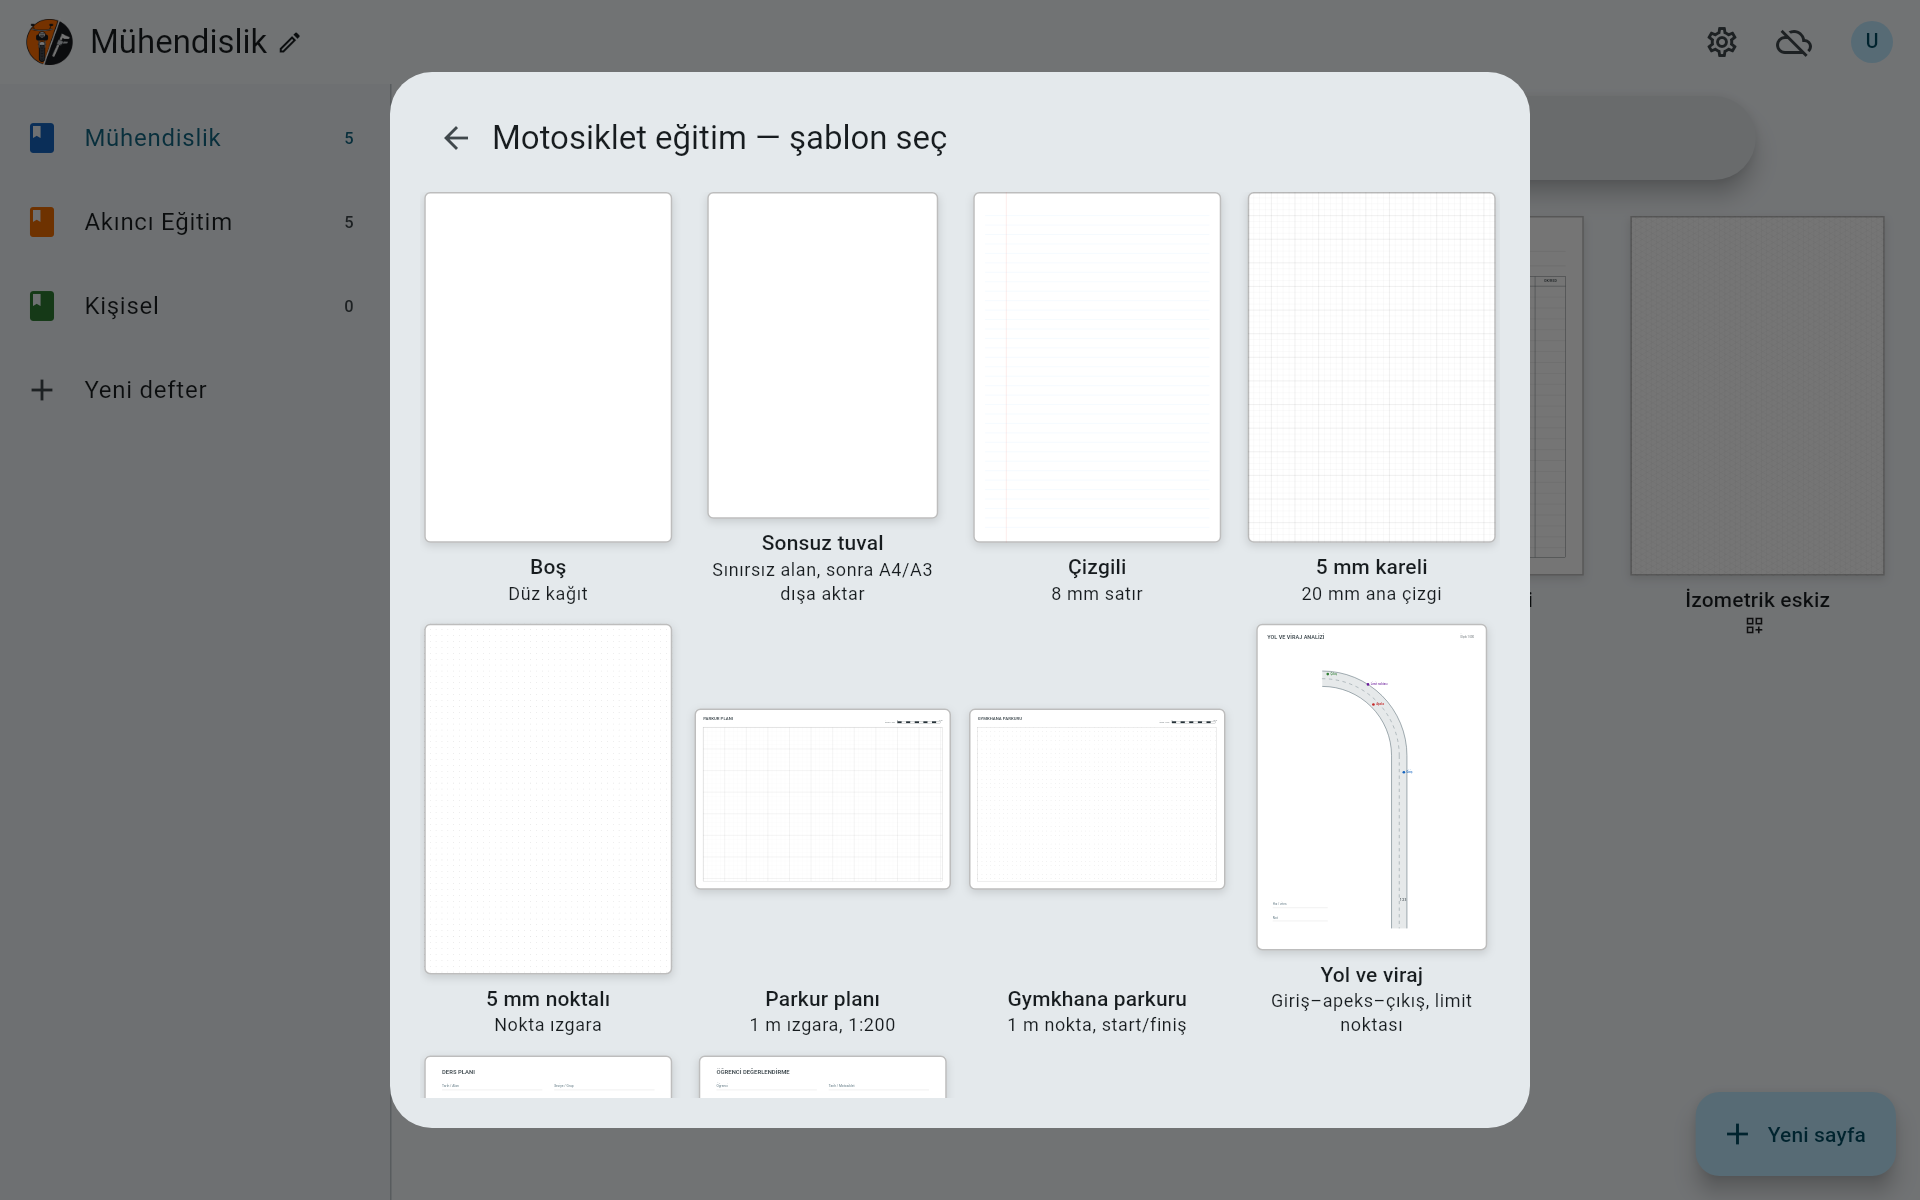 Mühendislik
U
Mühendislik 5
Akıncı Eğitim 5
Kişisel 0
Yeni defter
Motosiklet eğitim — şablon seç
Boş
Düz kağıt
Sonsuz tuval
Sınırsız alan, sonra A4/A3
dışa aktar
Çizgili
8 mm satır
5 mm kareli
20 mm ana çizgi
i
İzometrik eskiz
5 mm noktalı
Nokta ızgara
PARKUR PLANI
Parkur planı
1 m ızgara, 1:200
GYMKHANA PARKURU
Gymkhana parkuru
1 m nokta, start/finiş
YOL VE VİRAJ ANALİZİ
Yol ve viraj
Giriş–apeks–çıkış, limit
noktası
DERS PLANI
ÖĞRENCİ DEĞERLENDİRME
Yeni sayfa